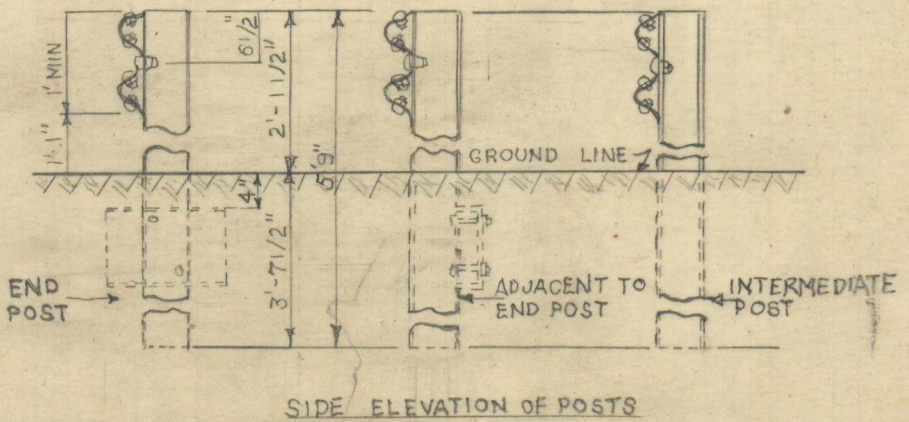 1' MIN
1'-1"
6 1/2"
2'-1 1/2"
5'9"
4"
3'-7 1/2"
GROUND LINE
END
POST
ADJACENT TO
END POST
INTERMEDIATE
POST
SIDE ELEVATION OF POSTS